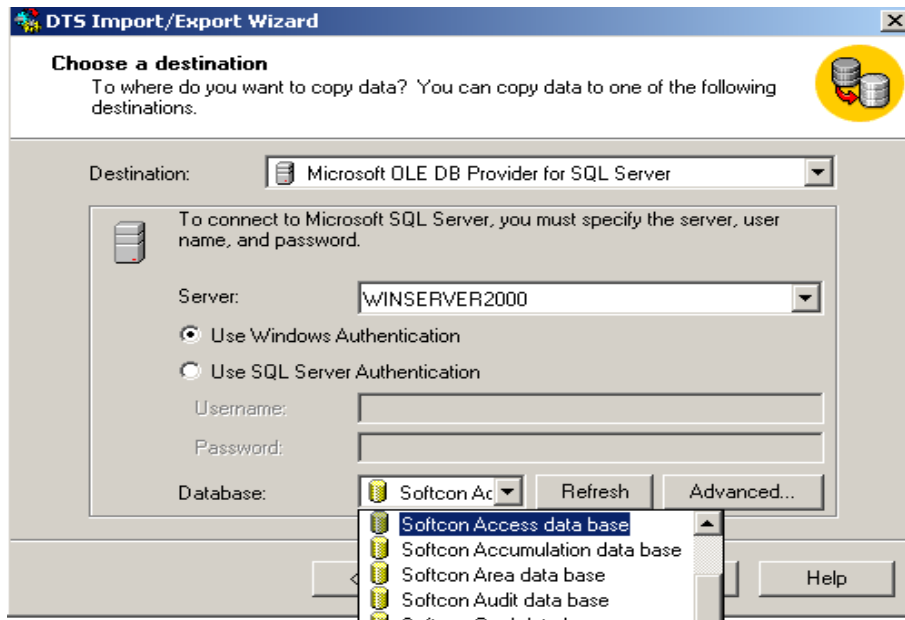 DTS Import/Export Wizard
Choose a destination
To where do you want to copy data? You can copy data to one of the following
destinations.
Destination: Microsoft OLE DB Provider for SQL Server
To connect to Microsoft SQL Server, you must specify the server, user
name, and password.
Server: WINSERVER2000
Use Windows Authentication
Use SQL Server Authentication
Username:
Password:
Database: Softcon Ac Refresh Advanced...
Softcon Access data base
Softcon Accumulation data base
< Help
Softcon Area data base
Softcon Audit data base